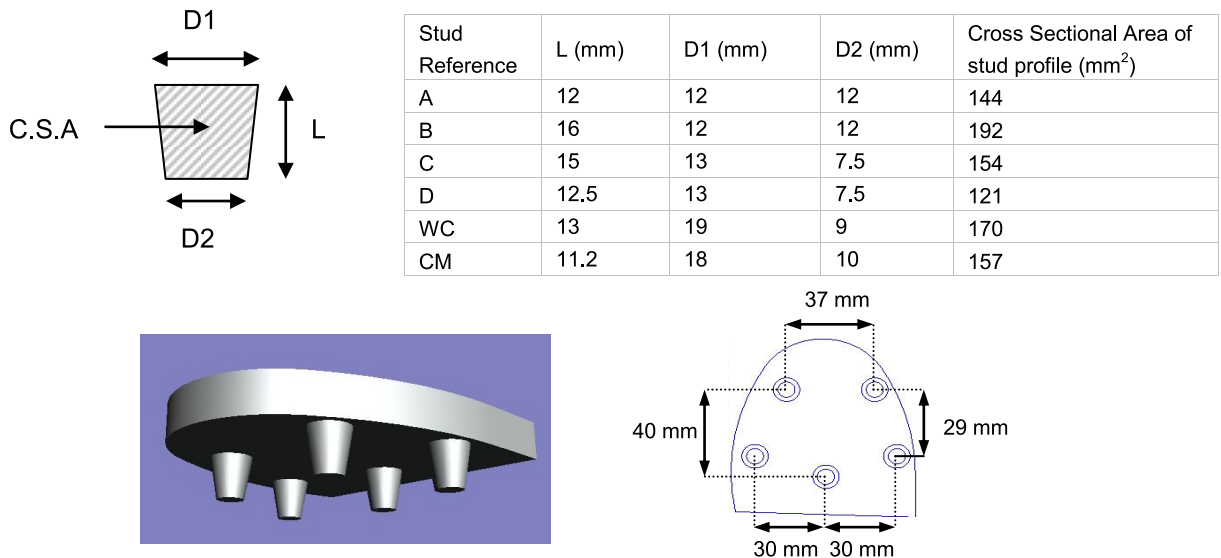 D1
C.S.A
L
D2
Stud Reference L (mm) D1 (mm) D2 (mm) Cross Sectional Area of stud profile (mm²)
A 12 12 12 144
B 16 12 12 192
C 15 13 7.5 154
D 12.5 13 7.5 121
WC 13 19 9 170
CM 11.2 18 10 157
37 mm
40 mm
29 mm
30 mm 30 mm